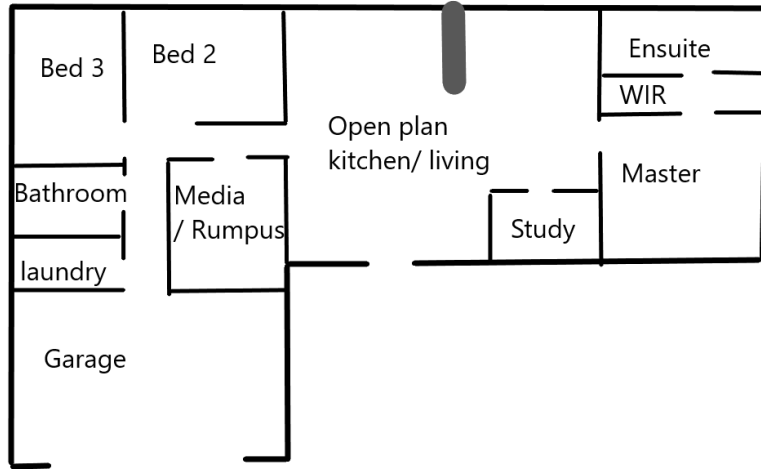 Bed 3
Bed 2
Ensuite
WIR
Open plan
kitchen/ living
Master
Bathroom
Media
/ Rumpus
Study
laundry
Garage